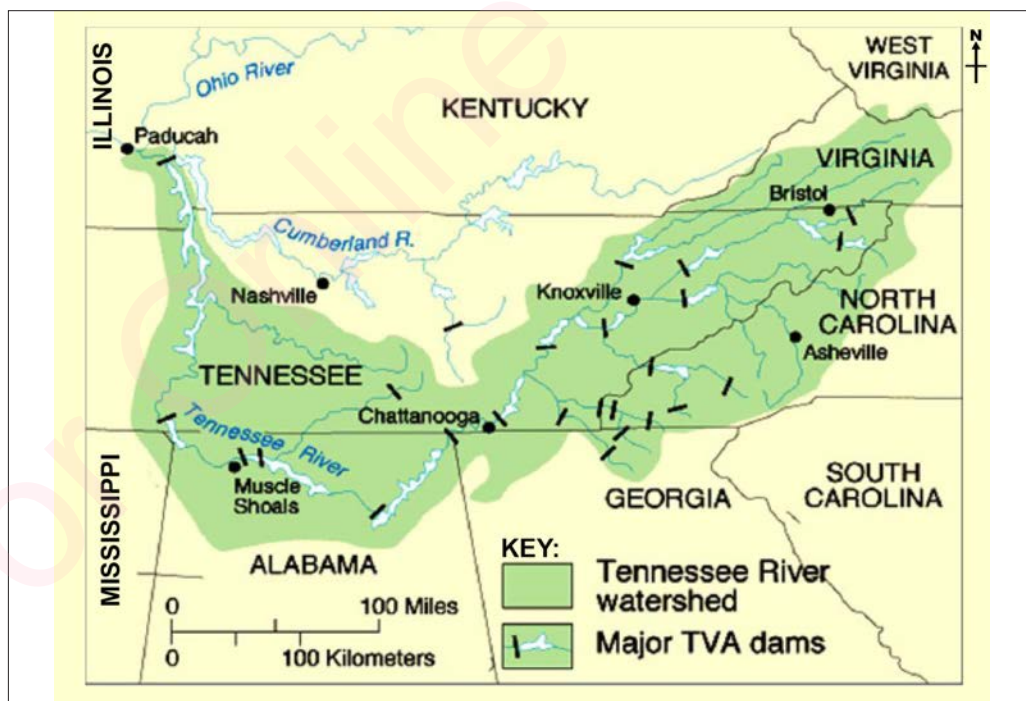 WEST
VIRGINIA
N
ILLINOIS
Ohio River
KENTUCKY
Paducah
VIRGINIA
Bristol
Cumberland R.
Nashville
Knoxville
NORTH
CAROLINA
Asheville
TENNESSEE
Chattanooga
Tennessee River
Muscle
Shoals
MISSISSIPPI
GEORGIA
SOUTH
CAROLINA
ALABAMA
KEY:
Tennessee River
watershed
Major TVA dams
0 100 Miles
0 100 Kilometers